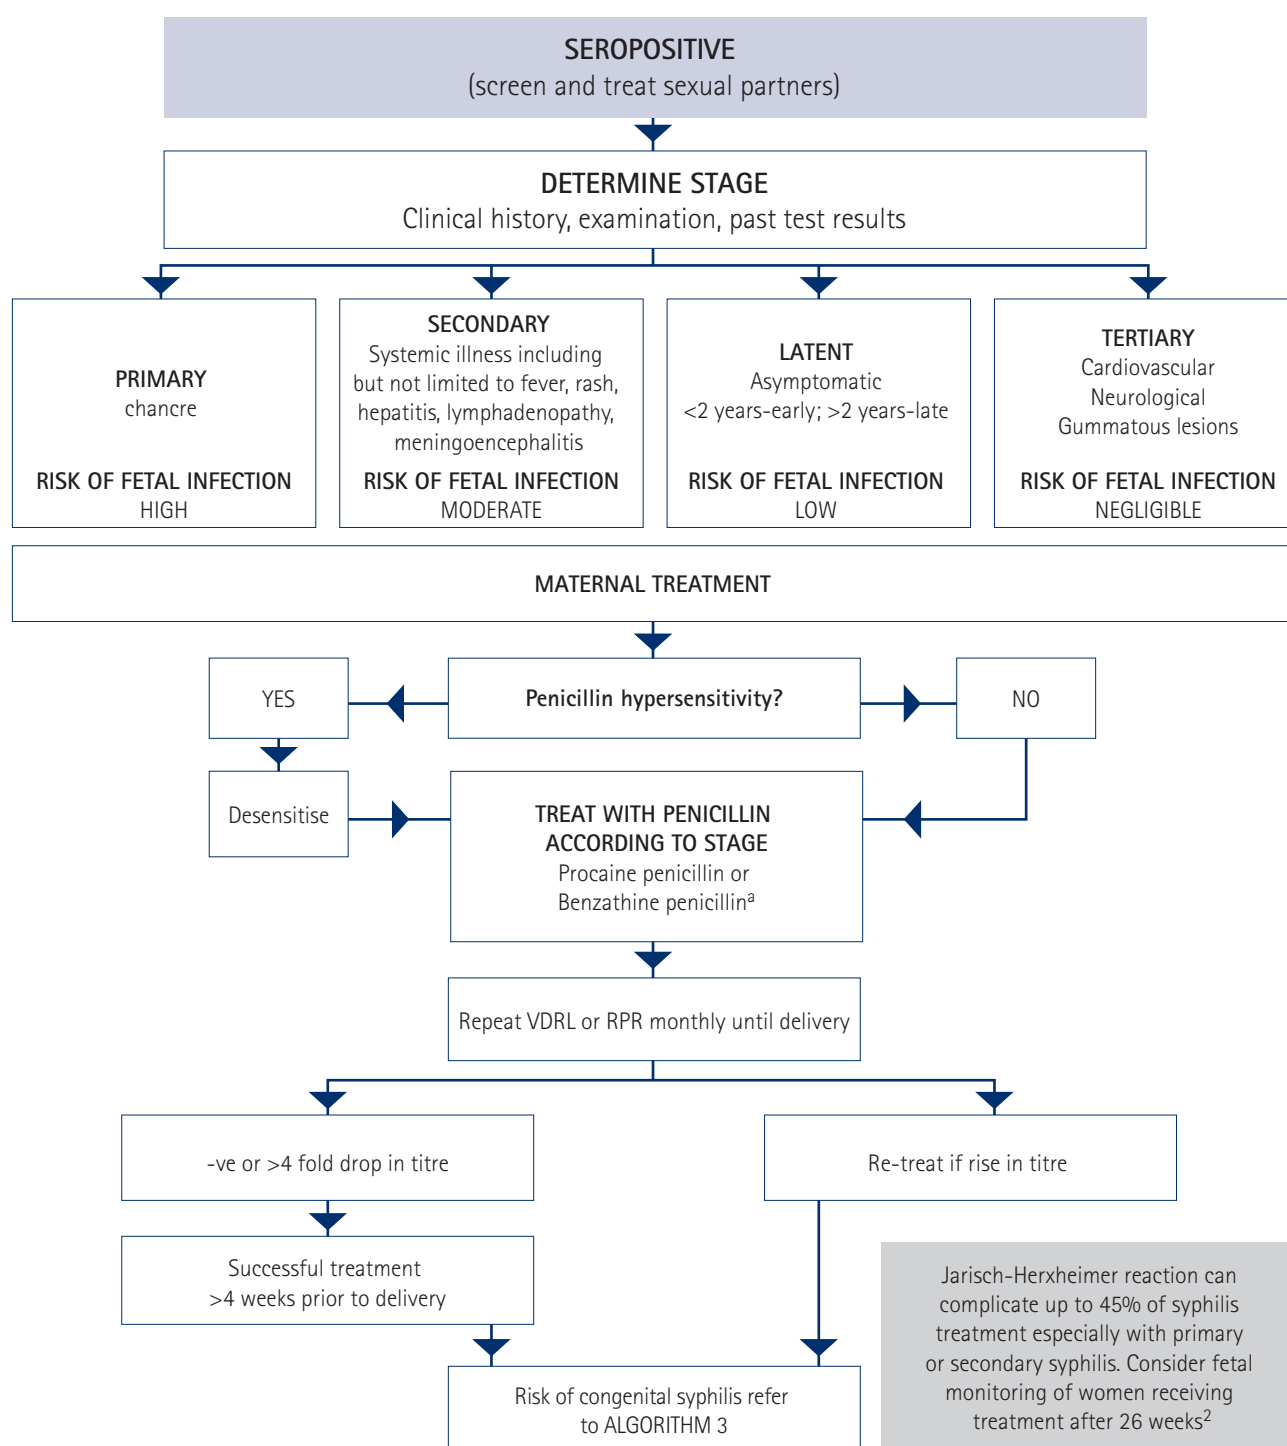 SEROPOSITIVE
(screen and treat sexual partners)
DETERMINE STAGE
Clinical history, examination, past test results
PRIMARY
chancre
RISK OF FETAL INFECTION
HIGH
SECONDARY
Systemic illness including
but not limited to fever, rash,
hepatitis, lymphadenopathy,
meningoencephalitis
RISK OF FETAL INFECTION
MODERATE
LATENT
Asymptomatic
<2 years-early; >2 years-late
RISK OF FETAL INFECTION
LOW
TERTIARY
Cardiovascular
Neurological
Gummatous lesions
RISK OF FETAL INFECTION
NEGLIGIBLE
MATERNAL TREATMENT
YES
Penicillin hypersensitivity?
NO
Desensitise
TREAT WITH PENICILLIN
ACCORDING TO STAGE
Procaine penicillin or
Benzathine penicillinª
Repeat VDRL or RPR monthly until delivery
-ve or >4 fold drop in titre
Re-treat if rise in titre
Successful treatment
>4 weeks prior to delivery
Risk of congenital syphilis refer
to ALGORITHM 3
Jarisch-Herxheimer reaction can
complicate up to 45% of syphilis
treatment especially with primary
or secondary syphilis. Consider fetal
monitoring of women receiving
treatment after 26 weeks²